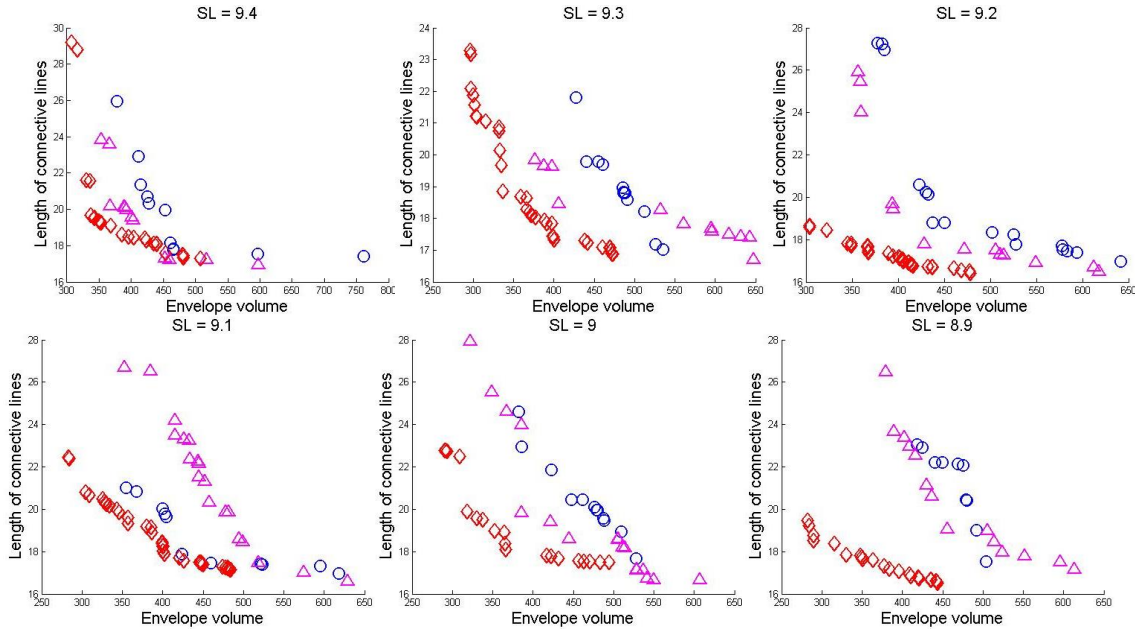 SL = 9.4
30
28
26
24
22
20
18
16
Length of connective lines
300 350 400 450 500 550 600 650 700 750 800
Envelope volume
SL = 9.3
24
23
22
21
20
19
18
17
16
Length of connective lines
250 300 350 400 450 500 550 600 650
Envelope volume
SL = 9.2
28
26
24
22
20
18
16
Length of connective lines
300 350 400 450 500 550 600 650
Envelope volume
SL = 9.1
28
26
24
22
20
18
16
Length of connective lines
250 300 350 400 450 500 550 600 650
Envelope volume
SL = 9
28
26
24
22
20
18
16
Length of connective lines
250 300 350 400 450 500 550 600 650
Envelope volume
SL = 8.9
28
26
24
22
20
18
16
Length of connective lines
250 300 350 400 450 500 550 600 650
Envelope volume